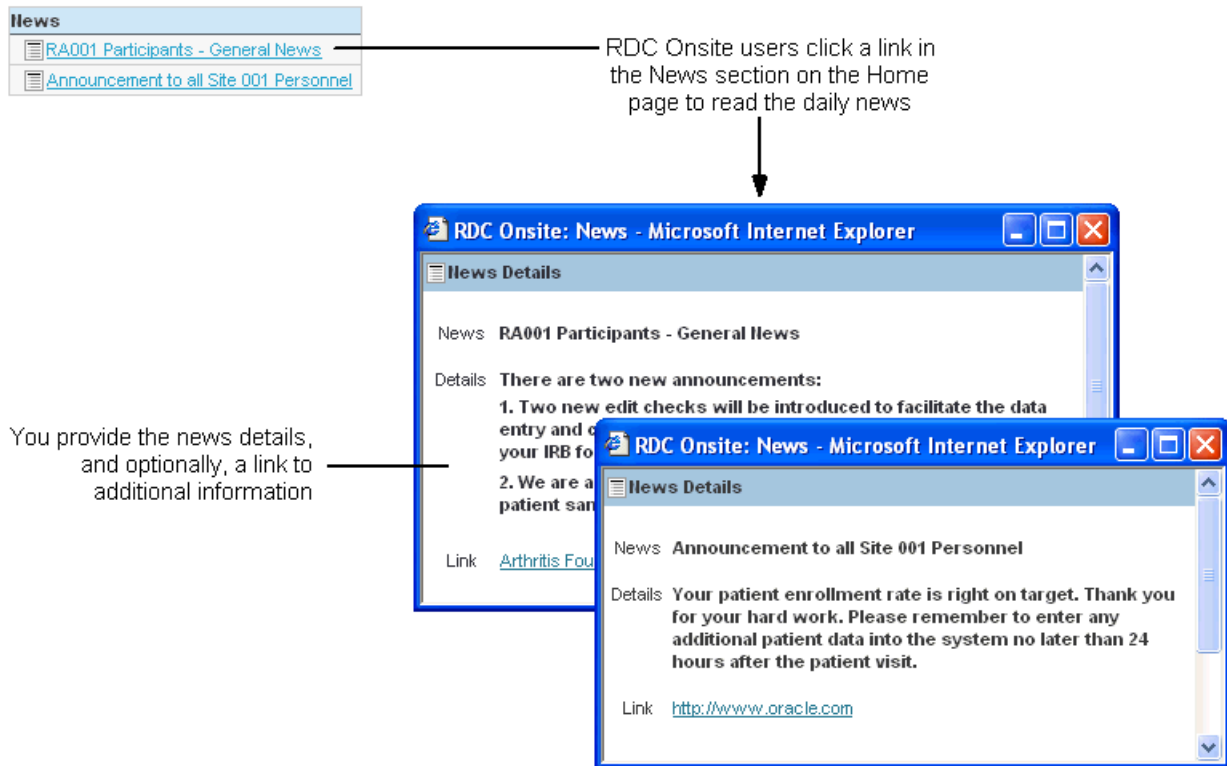 News
RA001 Participants - General News
Announcement to all Site 001 Personnel
RDC Onsite users click a link in
the News section on the Home
page to read the daily news
RDC Onsite: News - Microsoft Internet Explorer
News Details
News RA001 Participants - General News
Details There are two new announcements:
1. Two new edit checks will be introduced to facilitate the data
entry and
your IRB
2. We are a
patient
Link Arthritis
You provide the news details,
and optionally, a link to
additional information
RDC Onsite: News - Microsoft Internet Explorer
News Details
News Announcement to all Site 001 Personnel
Details Your patient enrollment rate is right on target. Thank you
for your hard work. Please remember to enter any
additional patient data into the system no later than 24
hours after the patient visit.
Link http://www.oracle.com